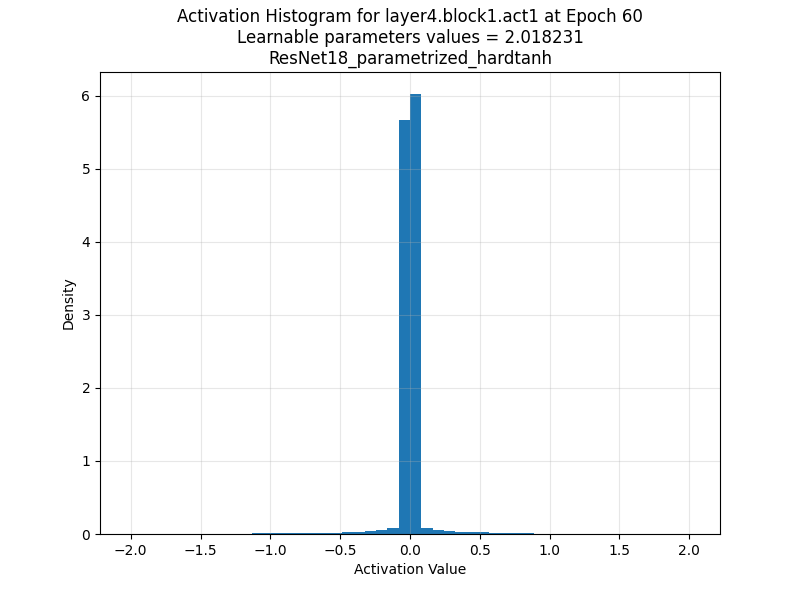 Activation Histogram for layer4.block1.act1 at Epoch 60
Learnable parameters values = 2.018231
ResNet18_parametrized_hardtanh
6
5
4
3
2
1
0
Density
−2.0 −1.5 −1.0 −0.5 0.0 0.5 1.0 1.5 2.0
Activation Value